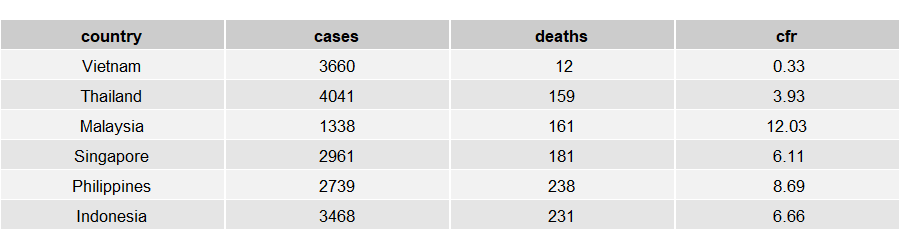 country cases deaths cfr
Vietnam 3660 12 0.33
Thailand 4041 159 3.93
Malaysia 1338 161 12.03
Singapore 2961 181 6.11
Philippines 2739 238 8.69
Indonesia 3468 231 6.66